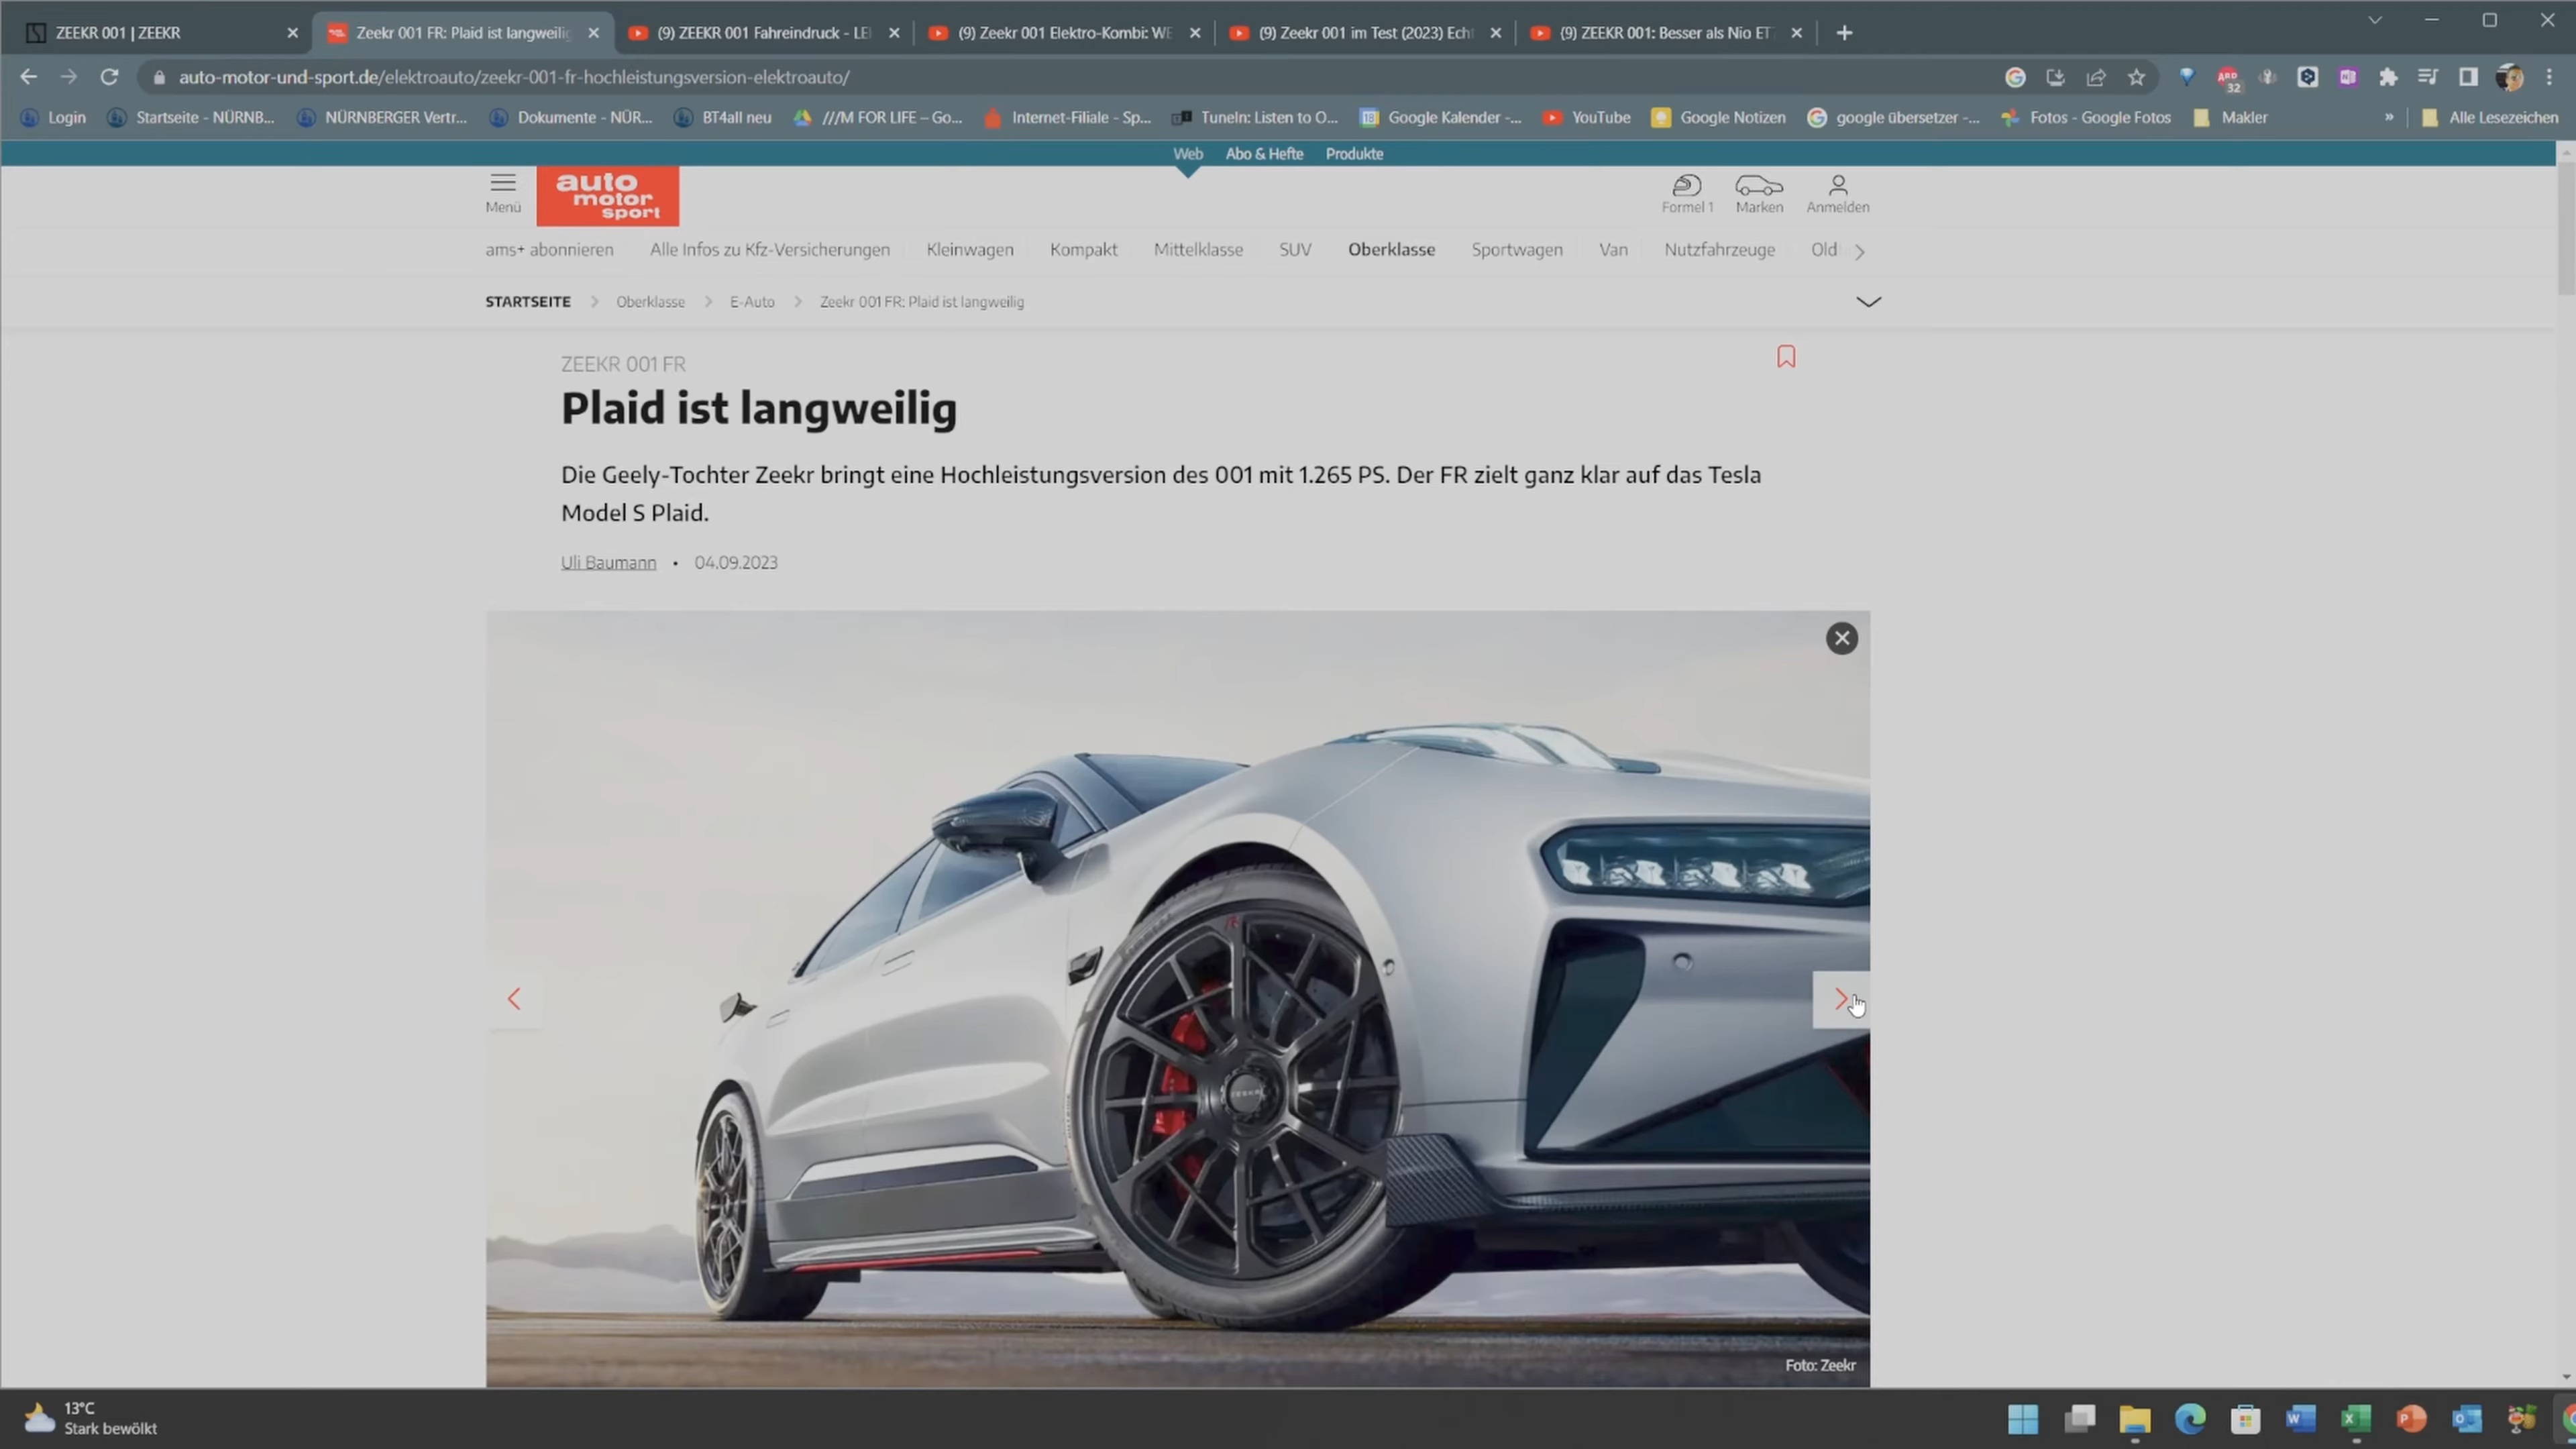 ZEEKR 001 | ZEEKR
Zeekr 001 FR: Plaid ist langweilig
(9) ZEEKR 001 Fahreindruck - LE
(9) Zeekr 001 Elektro-Kombi: WE
(9) Zeekr 001 im Test (2023) Echt
(9) ZEEKR 001: Besser als Nio ET
auto-motor-und-sport.de/elektroauto/zeekr-001-fr-hochleistungsversion-elektroauto/
ABP
32
Login
Startseite - NÜRNB...
NÜRNBERGER Vertr...
Dokumente - NÜR...
BT4all neu
///M FOR LIFE – Go...
Internet-Filiale - Sp...
TuneIn: Listen to O...
Google Kalender -...
YouTube
Google Notizen
google übersetzer -...
Fotos - Google Fotos
Makler
»
Alle Lesezeichen
Web
Abo & Hefte
Produkte
Menü
auto
motor
sport
Formel 1
Marken
Anmelden
ams+ abonnieren
Alle Infos zu Kfz-Versicherungen
Kleinwagen
Kompakt
Mittelklasse
SUV
Oberklasse
Sportwagen
Van
Nutzfahrzeuge
Old
STARTSEITE
Oberklasse
E-Auto
Zeekr 001 FR: Plaid ist langweilig
ZEEKR 001 FR
Plaid ist langweilig
Die Geely-Tochter Zeekr bringt eine Hochleistungsversion des 001 mit 1.265 PS. Der FR zielt ganz klar auf das Tesla
Model S Plaid.
Uli Baumann • 04.09.2023
ZEEKR
Foto: Zeekr
13°C
Stark bewölkt